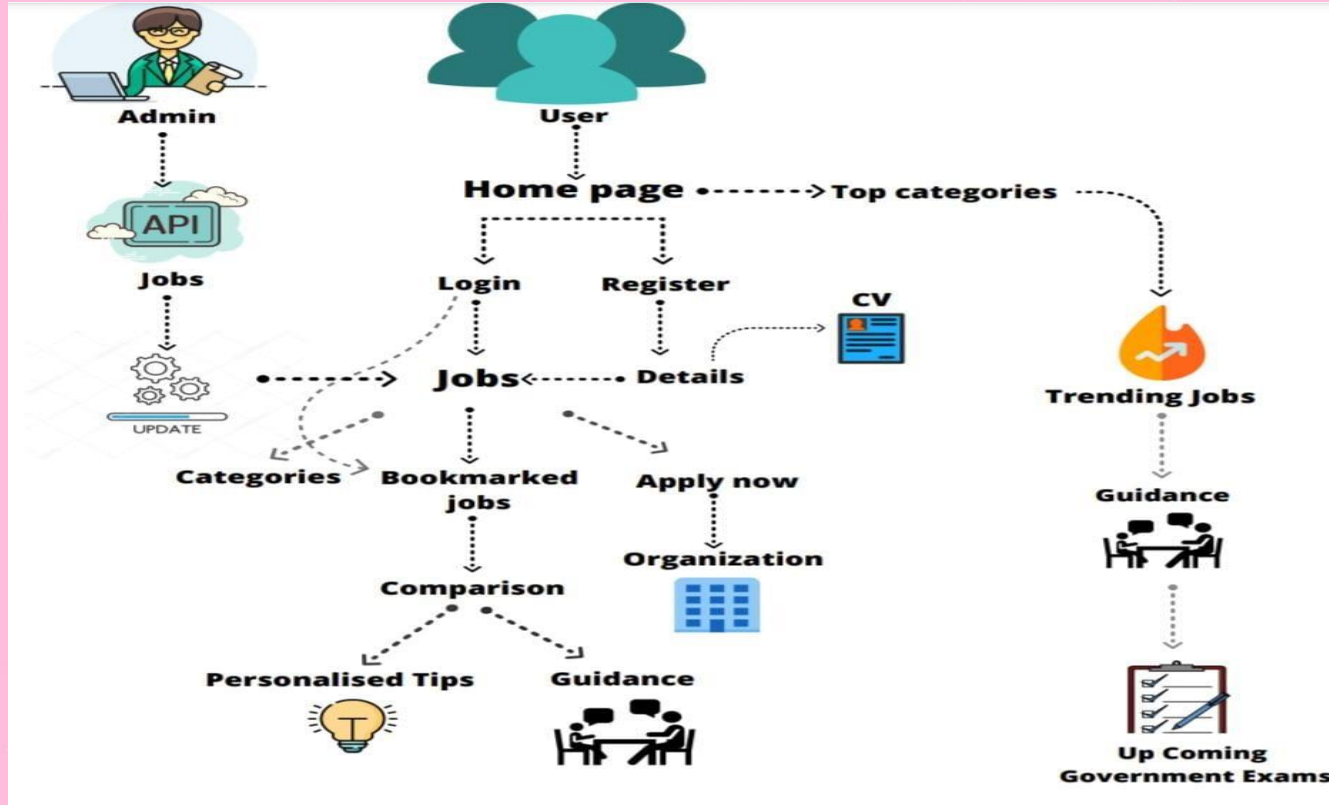 Admin
User
Home page
Top categories
API
Jobs
Login
Register
CV
Jobs
Details
UPDATE
Trending Jobs
Categories
Bookmarked
jobs
Apply now
Guidance
Organization
Comparison
Personalised Tips
Guidance
Up Coming
Government Exams